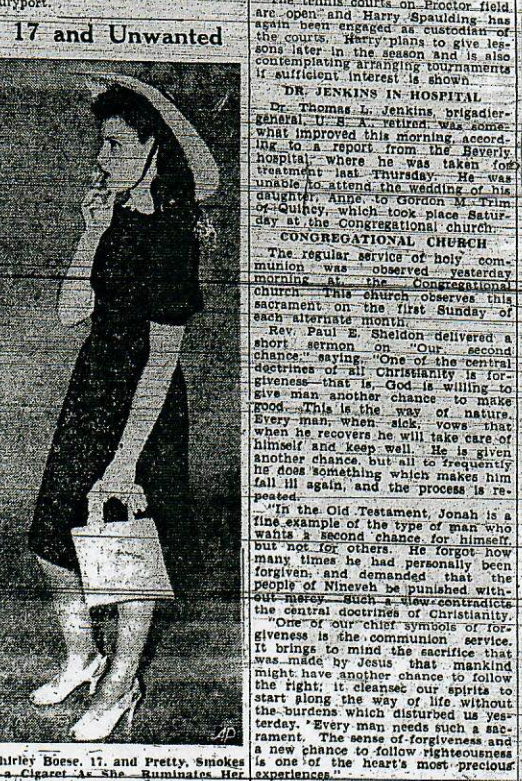 uryport.
17 and Unwanted
AP
hirley Boese, 17, and Pretty, Smokes
a Cigaret As She Ruminates Her
The tennis courts on Proctor field
are open and Harry Spaulding has
again been engaged as custodian of
the courts. Harry plans to give les-
sons later in the season and is also
contemplating arranging tournaments
if sufficient interest is shown.
DR. JENKINS IN HOSPITAL
Dr. Thomas L. Jenkins, brigadier-
general, U. S. A., retired was some-
what improved this morning, accord-
ing to a report from the Beverly
hospital, where he was taken for
treatment last Thursday. He was
unable to attend the wedding of his
daughter, Anne, to Gordon M. Trim
of Quincy, which took place Satur-
day at the Congregational church.
CONGREGATIONAL CHURCH
The regular service of holy com-
munion was observed yesterday
morning at the Congregational
church. This church observes this
sacrament on the first Sunday of
each alternate month.
Rev. Paul E. Sheldon delivered a
short sermon on "Our second
chance," saying, "One of the central
doctrines of all Christianity is for-
giveness—that is, God is willing to
give man another chance to make
good. This is the way of nature.
Every man, when sick, vows that
when he recovers he will take care of
himself and keep well. He is given
another chance, but all to frequently
he does something which makes him
fall ill again, and the process is re-
peated.
"In the Old Testament, Jonah is a
fine example of the type of man who
wants a second chance for himself
but not for others. He forgot how
many times he had personally been
forgiven, and demanded that the
people of Nineveh be punished with-
out mercy. Such a view contradicts
the central doctrines of Christianity.
"One of our chief symbols of for-
giveness is the communion service.
It brings to mind the sacrifice that
was made by Jesus that mankind
might have another chance to follow
the right; it cleanses our spirits to
start along the way of life without
the burdens which disturbed us yes-
terday. Every man needs such a sac-
rament. The sense of forgiveness and
a new chance to follow righteousness
is one of the heart's most precious
experiences.